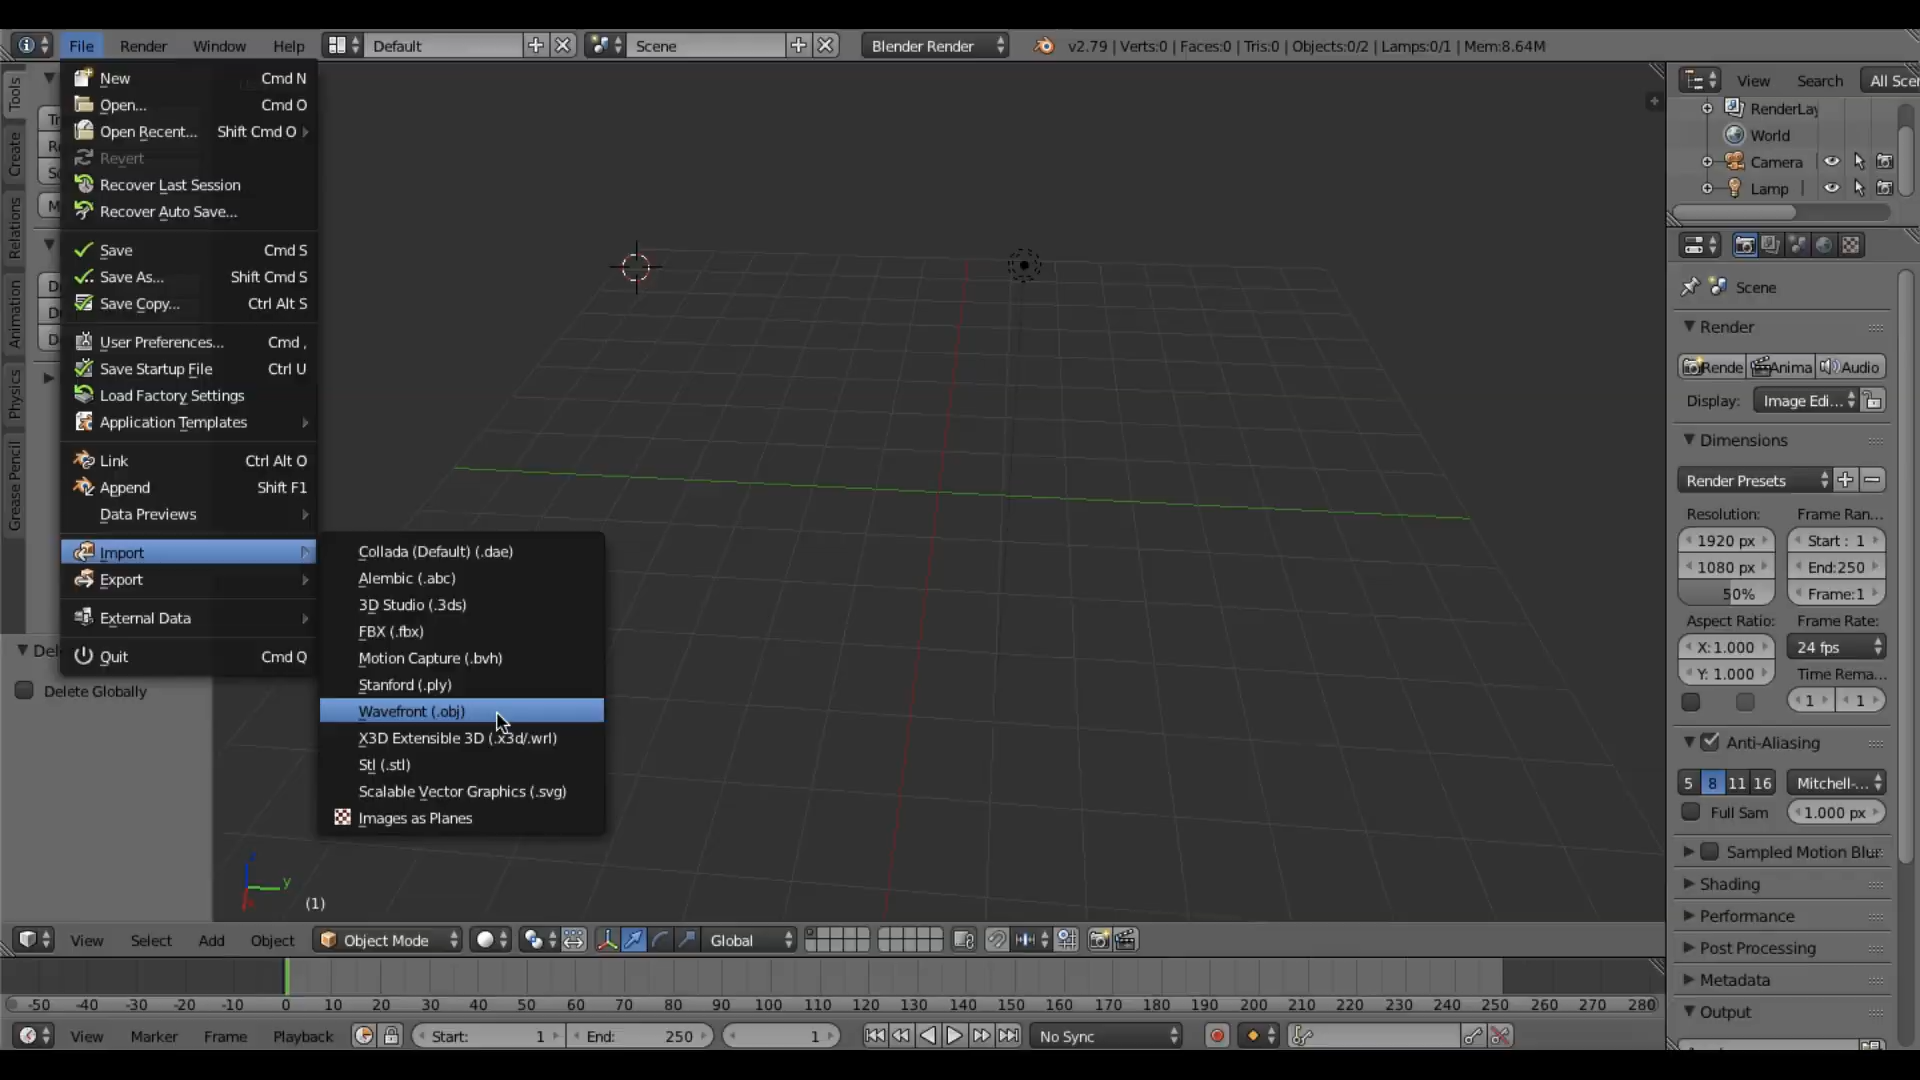 File Render Window Help Default Scene Blender Render v2.79 | Verts:0 | Faces:0 | Tris:0 | Objects:0/2 | Lamps:0/1 | Mem:8.64M
New Cmd N
Open... Cmd O
Open Recent... Shift Cmd O
Revert
Recover Last Session
Recover Auto Save...
Save Cmd S
Save As... Shift Cmd S
Save Copy... Ctrl Alt S
User Preferences... Cmd ,
Save Startup File Ctrl U
Load Factory Settings
Application Templates
Link Ctrl Alt O
Append Shift F1
Data Previews
Import
Export
External Data
Quit Cmd Q
Collada (Default) (.dae)
Alembic (.abc)
3D Studio (.3ds)
FBX (.fbx)
Motion Capture (.bvh)
Stanford (.ply)
Wavefront (.obj)
X3D Extensible 3D (.x3d/.wrl)
Stl (.stl)
Scalable Vector Graphics (.svg)
Images as Planes
Tools
Create
Relations
Animation
Physics
Grease Pencil
Del
Delete Globally
y
(1)
View Search All Scen
RenderLay
World
Camera
Lamp
Scene
Render
Rende Anima Audio
Display: Image Edi...
Dimensions
Render Presets
Resolution: Frame Ran...
1920 px Start : 1
1080 px End:250
50% Frame:1
Aspect Ratio: Frame Rate:
X:1.000 24 fps
Y: 1.000 Time Rema...
1 1
Anti-Aliasing
5 8 11 16 Mitchell-...
Full Sam 1.000 px
Sampled Motion Blur
Shading
Performance
Post Processing
Metadata
Output
View Select Add Object Object Mode Global
-50 -40 -30 -20 -10 0 10 20 30 40 50 60 70 80 90 100 110 120 130 140 150 160 170 180 190 200 210 220 230 240 250 260 270 280
View Marker Frame Playback Start: 1 End: 250 1 No Sync